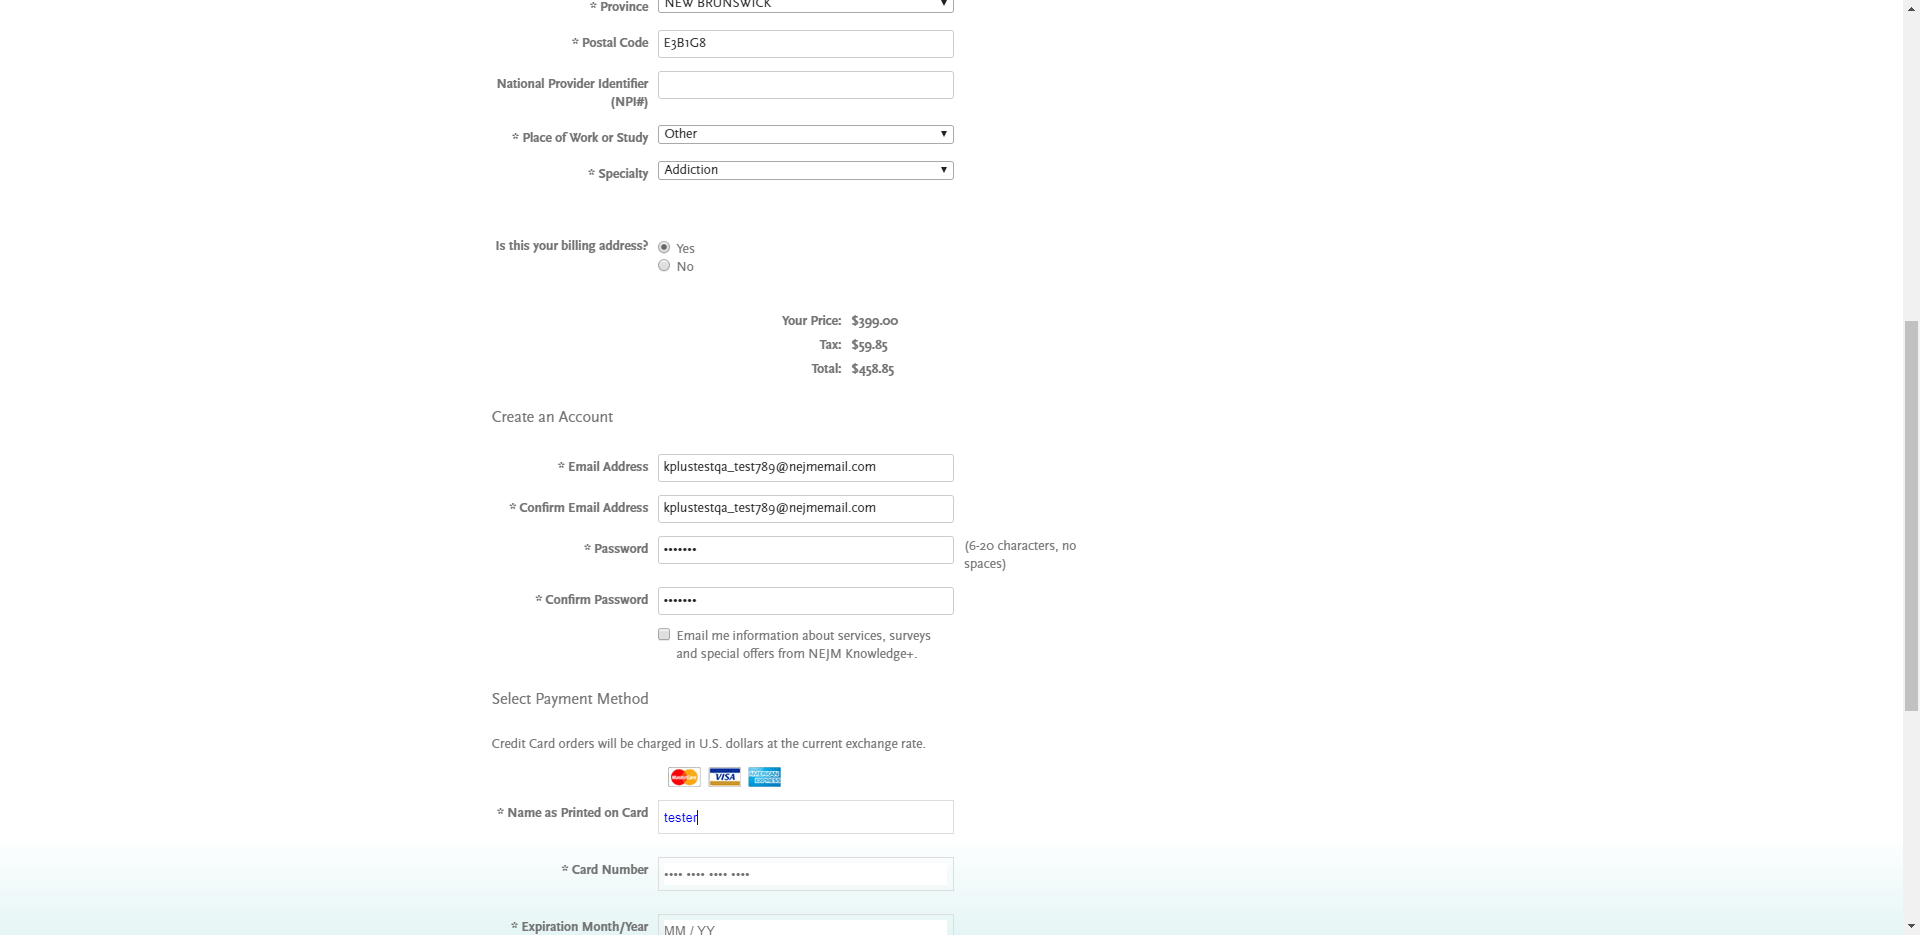 * Province NEW BRUNSWICK
* Postal Code E3B1G8
National Provider Identifier
(NPI#)
* Place of Work or Study Other
* Specialty Addiction
Is this your billing address? Yes
No
Your Price: $399.00
Tax: $59.85
Total: $458.85
Create an Account
* Email Address kplustestqa_test789@nejmemail.com
* Confirm Email Address kplustestqa_test789@nejmemail.com
* Password ••••••• (6-20 characters, no
spaces)
* Confirm Password •••••••
Email me information about services, surveys
and special offers from NEJM Knowledge+.
Select Payment Method
Credit Card orders will be charged in U.S. dollars at the current exchange rate.
MasterCard VISA AMERICAN EXPRESS
* Name as Printed on Card tester
* Card Number •••• •••• •••• ••••
* Expiration Month/Year MM / YY